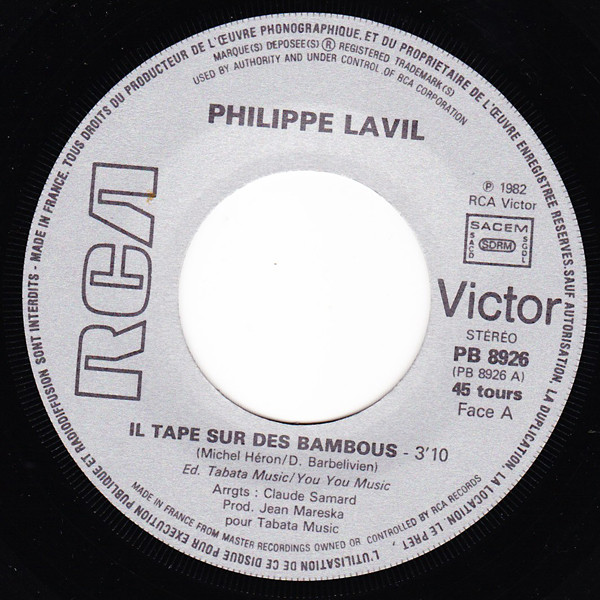 MADE IN FRANCE. TOUS DROITS DU PRODUCTEUR DE L'ŒUVRE PHONOGRAPHIQUE, ET DU PROPRIETAIRE DE L'ŒUVRE ENREGISTREE RESERVES. SAUF AUTORISATION, LA DUPLICATION, LA LOCATION, LE PRET, L'UTILISATION DE CE DISQUE POUR EXECUTION PUBLIQUE ET RADIODIFFUSION SONT INTERDITS -
MARQUE(S) DEPOSEE(S) ® REGISTERED TRADEMARK(S)
USED BY AUTHORITY AND UNDER CONTROL OF RCA CORPORATION
PHILIPPE LAVIL
RCA
℗ 1982
RCA Victor
SACEM
SACD
SDRM
SGDL
Victor
STÉRÉO
PB 8926
(PB 8926 A)
45 tours
Face A
IL TAPE SUR DES BAMBOUS - 3'10
(Michel Héron/D. Barbelivien)
Ed. Tabata Music/You You Music
Arrgts : Claude Samard
Prod. Jean Mareska
pour Tabata Music
MADE IN FRANCE FROM MASTER RECORDINGS OWNED OR CONTROLLED BY RCA RECORDS